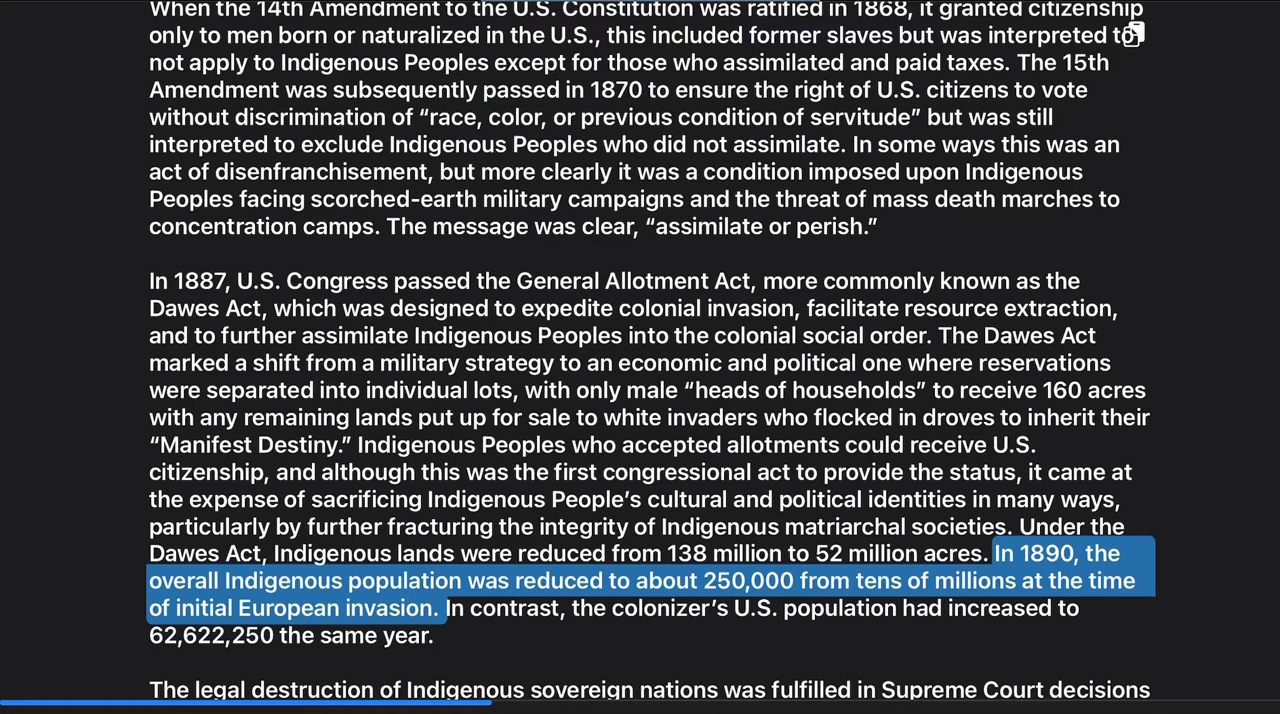 When the 14th Amendment to the U.S. Constitution was ratified in 1868, it granted citizenship
only to men born or naturalized in the U.S., this included former slaves but was interpreted to
not apply to Indigenous Peoples except for those who assimilated and paid taxes. The 15th
Amendment was subsequently passed in 1870 to ensure the right of U.S. citizens to vote
without discrimination of “race, color, or previous condition of servitude” but was still
interpreted to exclude Indigenous Peoples who did not assimilate. In some ways this was an
act of disenfranchisement, but more clearly it was a condition imposed upon Indigenous
Peoples facing scorched-earth military campaigns and the threat of mass death marches to
concentration camps. The message was clear, “assimilate or perish.”
In 1887, U.S. Congress passed the General Allotment Act, more commonly known as the
Dawes Act, which was designed to expedite colonial invasion, facilitate resource extraction,
and to further assimilate Indigenous Peoples into the colonial social order. The Dawes Act
marked a shift from a military strategy to an economic and political one where reservations
were separated into individual lots, with only male “heads of households” to receive 160 acres
with any remaining lands put up for sale to white invaders who flocked in droves to inherit their
“Manifest Destiny.” Indigenous Peoples who accepted allotments could receive U.S.
citizenship, and although this was the first congressional act to provide the status, it came at
the expense of sacrificing Indigenous People’s cultural and political identities in many ways,
particularly by further fracturing the integrity of Indigenous matriarchal societies. Under the
Dawes Act, Indigenous lands were reduced from 138 million to 52 million acres. In 1890, the
overall Indigenous population was reduced to about 250,000 from tens of millions at the time
of initial European invasion. In contrast, the colonizer’s U.S. population had increased to
62,622,250 the same year.
The legal destruction of Indigenous sovereign nations was fulfilled in Supreme Court decisions